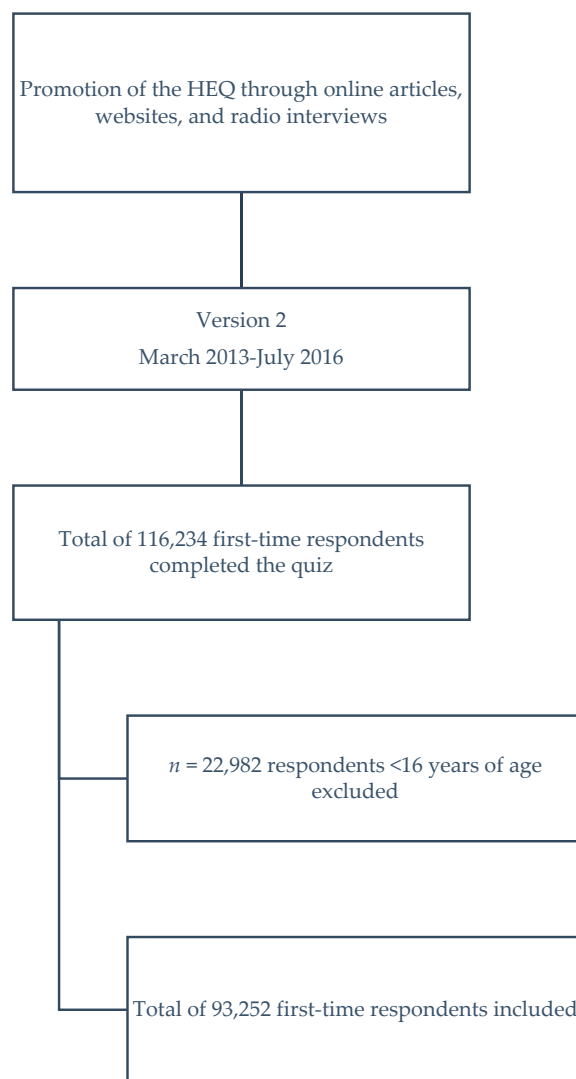 Promotion of the HEQ through online articles,
websites, and radio interviews
Version 2
March 2013-July 2016
Total of 116,234 first-time respondents
completed the quiz
n = 22,982 respondents <16 years of age
excluded
Total of 93,252 first-time respondents included